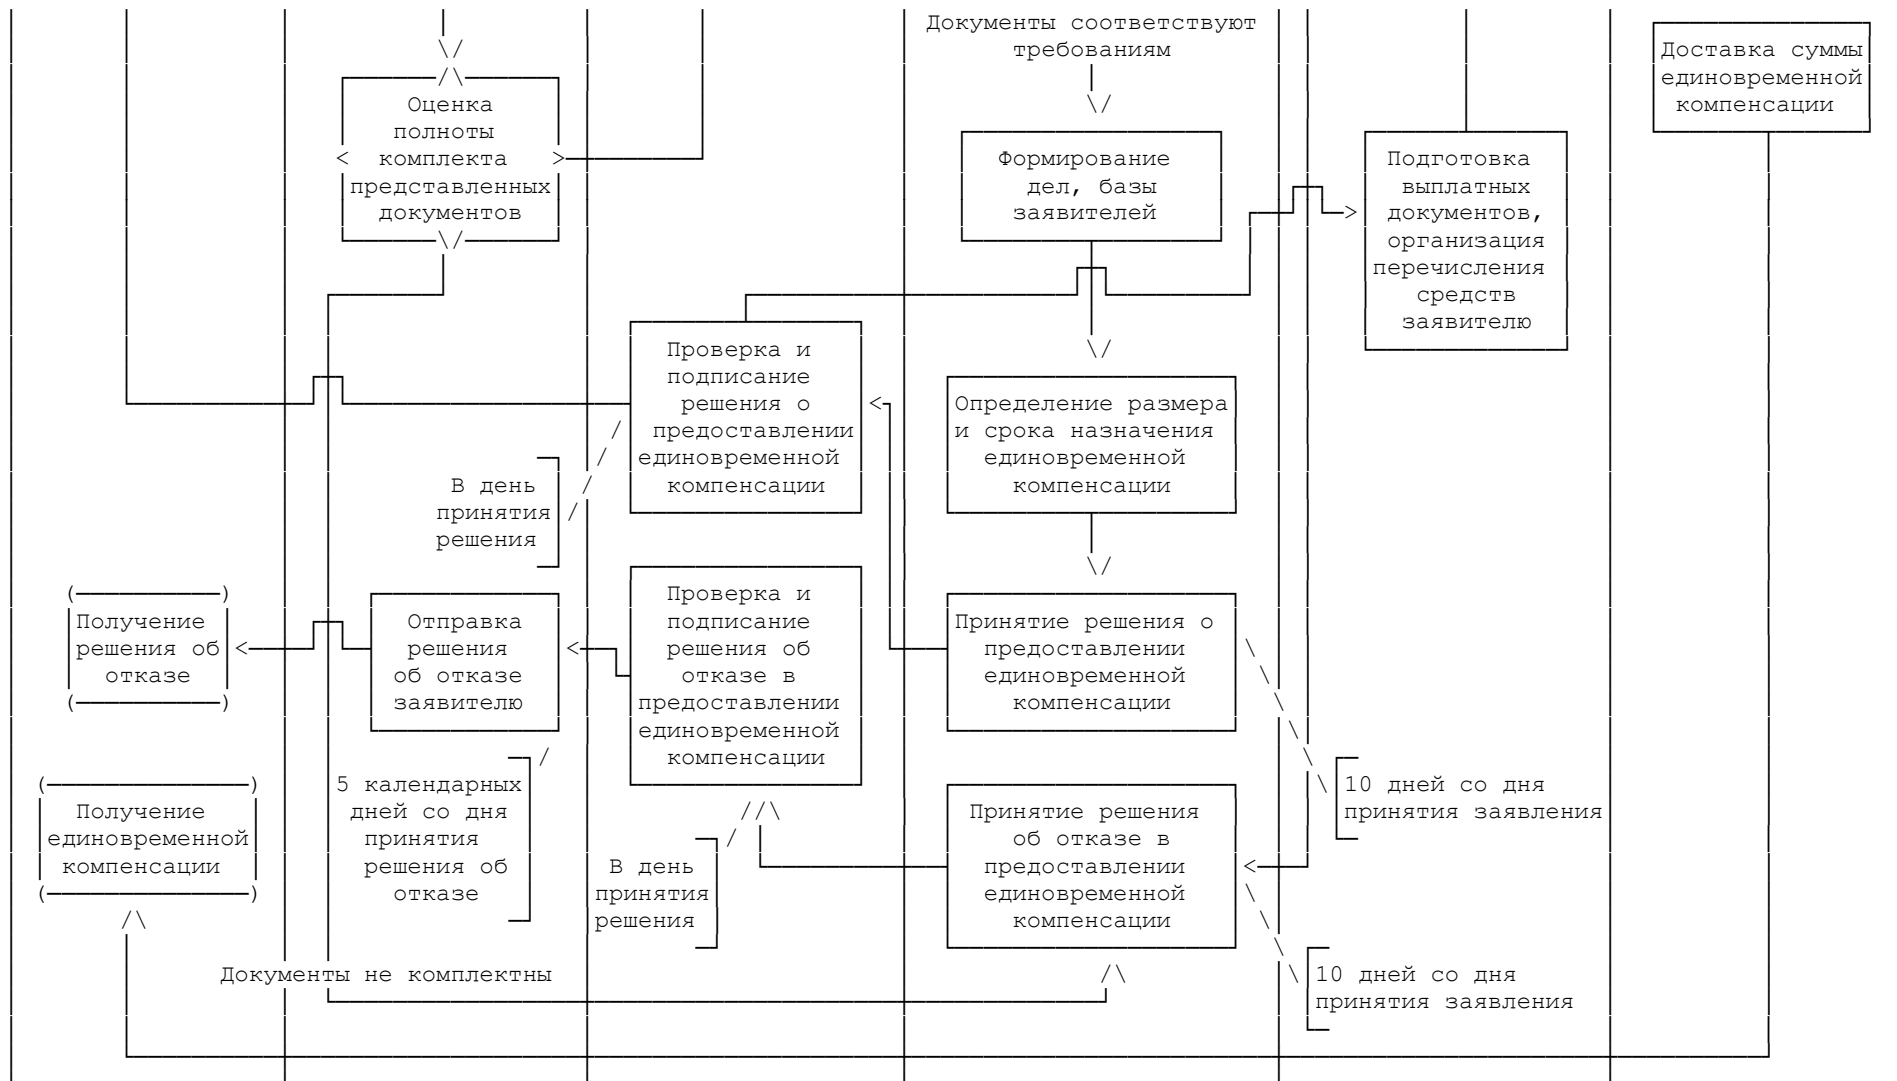 Документы соответствуют
требованиям
Доставка суммы
единовременной
компенсации
Оценка
полноты
комплекта
представленных
документов
Формирование
дел, базы
заявителей
Подготовка
выплатных
документов,
организация
перечисления
средств
заявителю
Проверка и
подписание
решения о
предоставлении
единовременной
компенсации
Определение размера
и срока назначения
единовременной
компенсации
В день
принятия
решения
Получение
решения об
отказе
Отправка
решения
об отказе
заявителю
Проверка и
подписание
решения об
отказе в
предоставлении
единовременной
компенсации
Принятие решения о
предоставлении
единовременной
компенсации
Получение
единовременной
компенсации
5 календарных
дней со дня
принятия
решения об
отказе
В день
принятия
решения
Принятие решения
об отказе в
предоставлении
единовременной
компенсации
10 дней со дня
принятия заявления
Документы не комплектны
10 дней со дня
принятия заявления